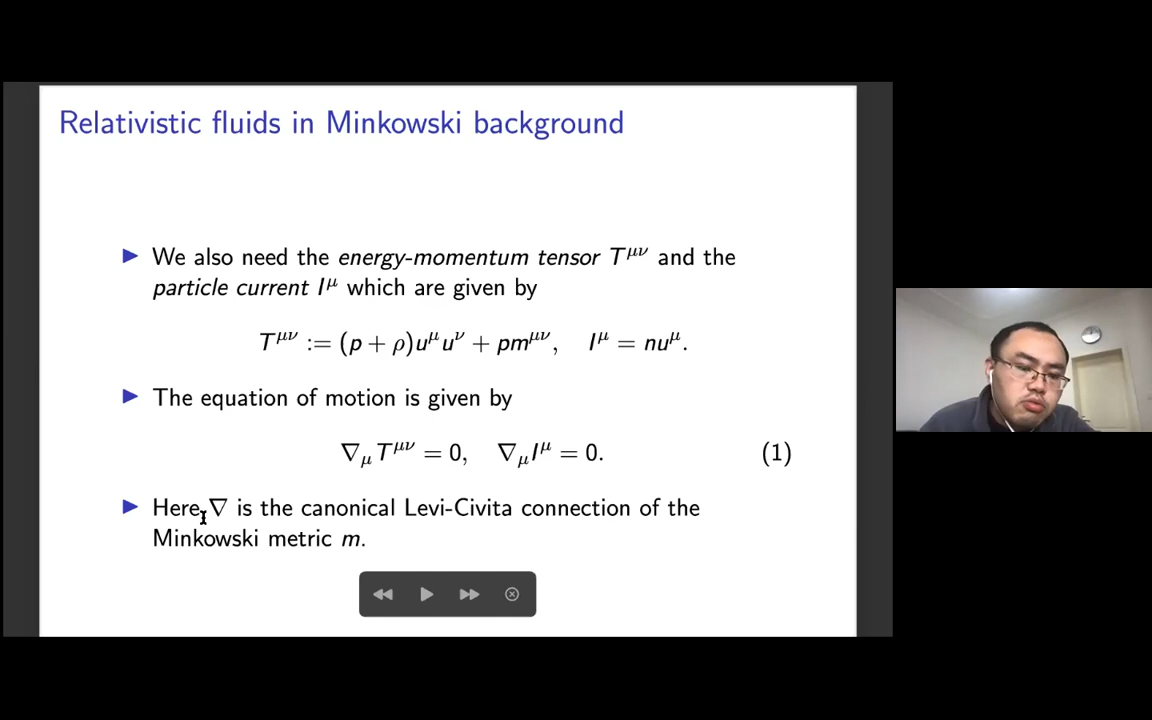 Relativistic fluids in Minkowski background
▶ We also need the energy-momentum tensor T^{μν} and the
particle current I^μ which are given by
T^{μν} := (p + ρ)u^μ u^ν + pm^{μν}, I^μ = nu^μ.
▶ The equation of motion is given by
∇_μ T^{μν} = 0, ∇_μ I^μ = 0. (1)
▶ Here, ∇ is the canonical Levi-Civita connection of the
Minkowski metric m.